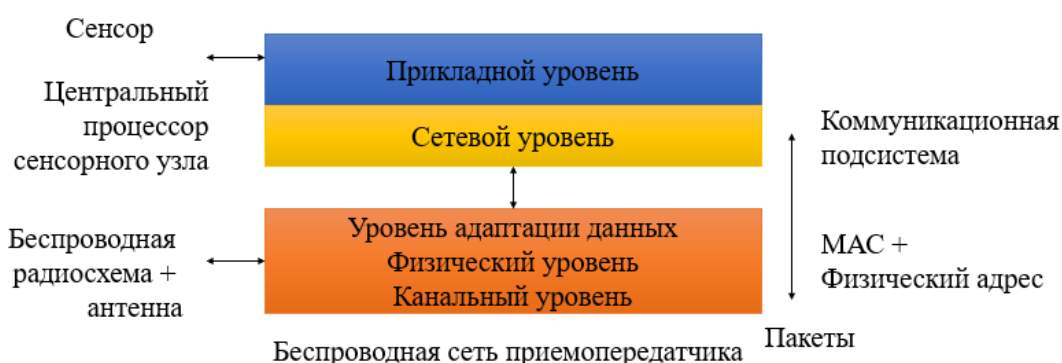 Сенсор
Центральный
процессор
сенсорного узла
Беспроводная
радиосхема +
антенна
Прикладной уровень
Сетевой уровень
Уровень адаптации данных
Физический уровень
Канальный уровень
Беспроводная сеть приемопередатчика
Коммуникационная
подсистема
MAC +
Физический адрес
Пакеты